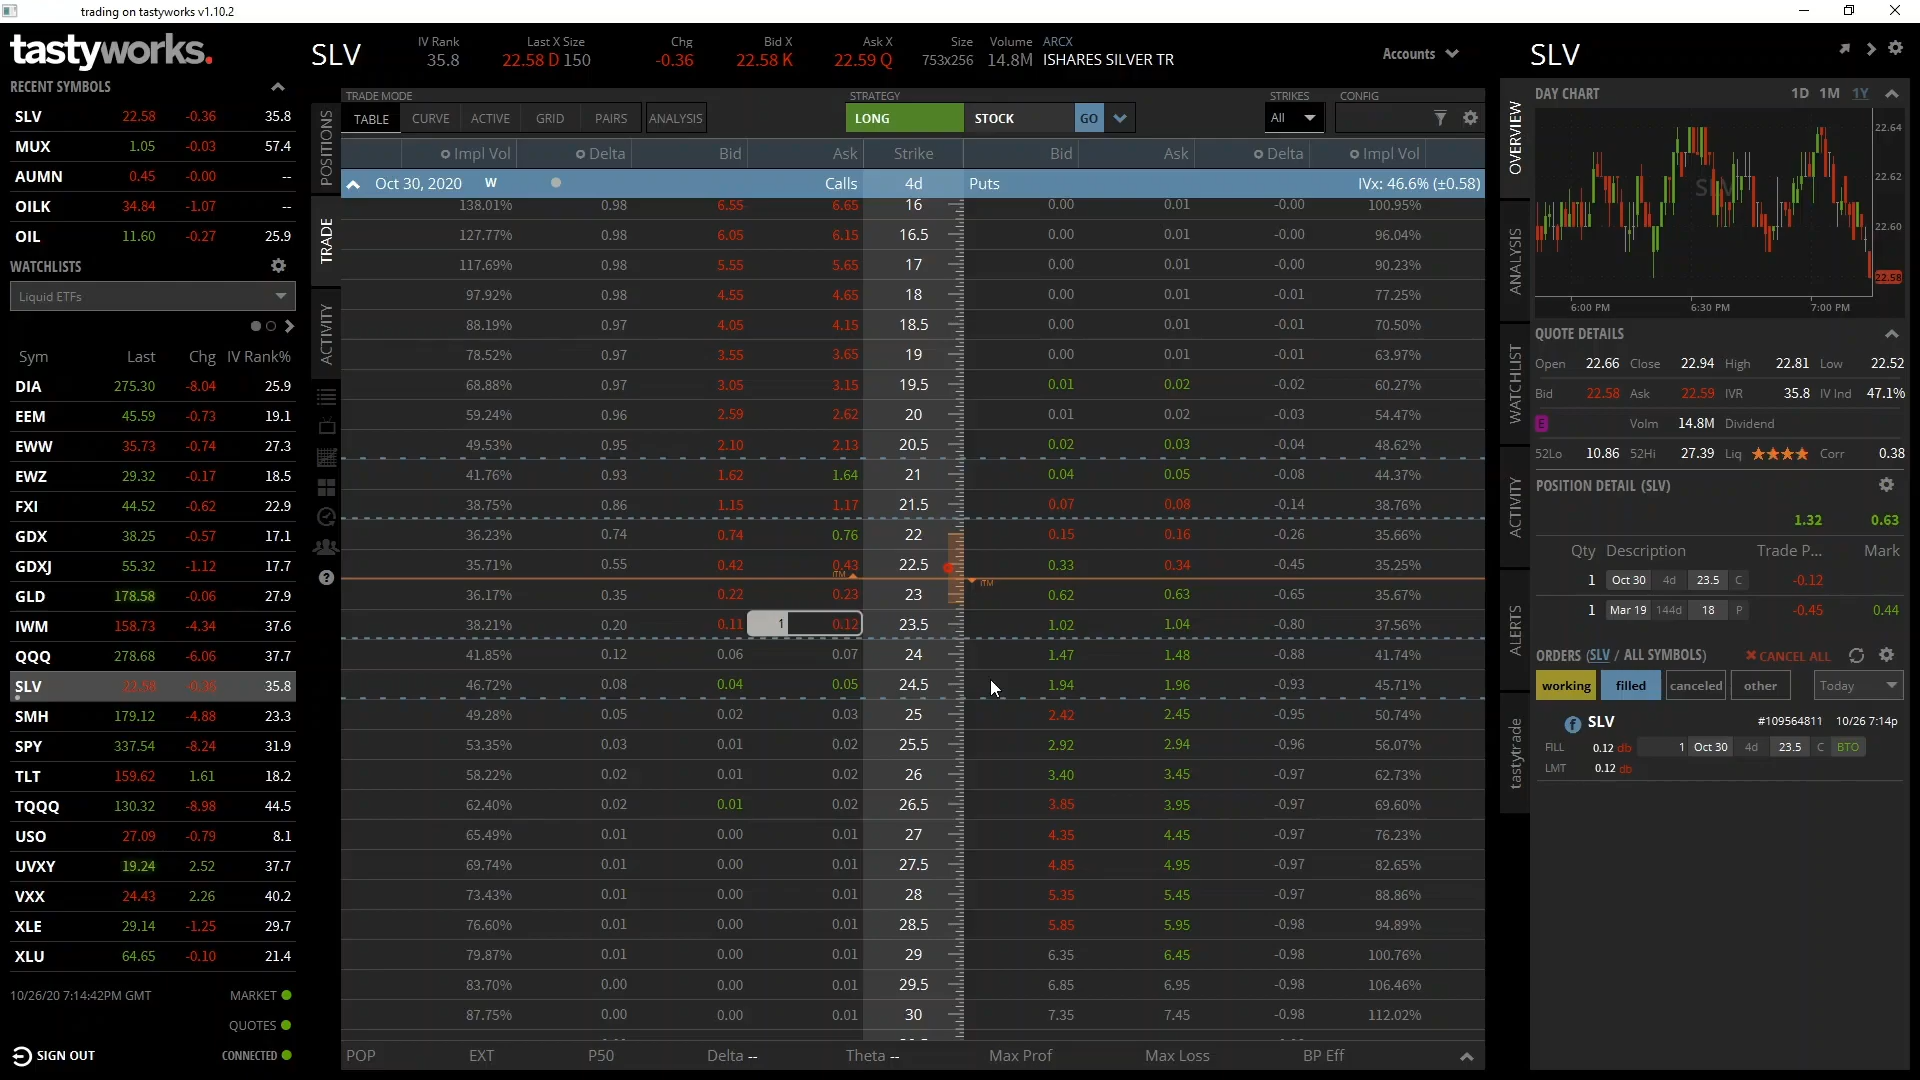 trading on tastyworks v1.10.2
tastyworks.
RECENT SYMBOLS
SLV 22.58 -0.36 35.8
MUX 1.05 -0.03 57.4
AUMN 0.45 -0.00 --
OILK 34.84 -1.07 --
OIL 11.60 -0.27 25.9
WATCHLISTS
Liquid ETFs
Sym Last Chg IV Rank%
DIA 275.30 -8.04 25.9
EEM 45.59 -0.73 19.1
EWW 35.73 -0.74 27.3
EWZ 29.32 -0.17 18.5
FXI 44.52 -0.62 22.9
GDX 38.25 -0.57 17.1
GDXJ 55.32 -1.12 17.7
GLD 178.58 -0.06 27.9
IWM 158.73 -4.34 37.6
QQQ 278.68 -6.06 37.7
SLV 22.58 -0.36 35.8
SMH 179.12 -4.88 23.3
SPY 337.54 -8.24 31.9
TLT 159.62 1.61 18.2
TQQQ 130.32 -8.98 44.5
USO 27.09 -0.79 8.1
UVXY 19.24 2.52 37.7
VXX 24.43 2.26 40.2
XLE 29.14 -1.25 29.7
XLU 64.65 -0.10 21.4
10/26/20 7:14:42PM GMT MARKET
QUOTES
SIGN OUT CONNECTED
SLV
IV Rank Last X Size Chg Bid X Ask X Size Volume ARCX
35.8 22.58 D 150 -0.36 22.58 K 22.59 Q 753x256 14.8M ISHARES SILVER TR
Accounts
POSITIONS
TRADE
ACTIVITY
TRADE MODE STRATEGY STRIKES CONFIG
TABLE CURVE ACTIVE GRID PAIRS ANALYSIS LONG STOCK GO All
Impl Vol Delta Bid Ask Strike Bid Ask Delta Impl Vol
Oct 30, 2020 W Calls 4d Puts IVx: 46.6% (±0.58)
138.01% 0.98 6.55 6.65 16 0.00 0.01 -0.00 100.95%
127.77% 0.98 6.05 6.15 16.5 0.00 0.01 -0.00 96.04%
117.69% 0.98 5.55 5.65 17 0.00 0.01 -0.00 90.23%
97.92% 0.98 4.55 4.65 18 0.00 0.01 -0.01 77.25%
88.19% 0.97 4.05 4.15 18.5 0.00 0.01 -0.01 70.50%
78.52% 0.97 3.55 3.65 19 0.00 0.01 -0.01 63.97%
68.88% 0.97 3.05 3.15 19.5 0.01 0.02 -0.02 60.27%
59.24% 0.96 2.59 2.62 20 0.01 0.02 -0.03 54.47%
49.53% 0.95 2.10 2.13 20.5 0.02 0.03 -0.04 48.62%
41.76% 0.93 1.62 1.64 21 0.04 0.05 -0.08 44.37%
38.75% 0.86 1.15 1.17 21.5 0.07 0.08 -0.14 38.76%
36.23% 0.74 0.74 0.76 22 0.15 0.16 -0.26 35.66%
35.71% 0.55 0.42 0.43 22.5 0.33 0.34 -0.45 35.25%
ITM ITM
36.17% 0.35 0.22 0.23 23 0.62 0.63 -0.65 35.67%
38.21% 0.20 0.11 1 0.12 23.5 1.02 1.04 -0.80 37.56%
41.85% 0.12 0.06 0.07 24 1.47 1.48 -0.88 41.74%
46.72% 0.08 0.04 0.05 24.5 1.94 1.96 -0.93 45.71%
49.28% 0.05 0.02 0.03 25 2.42 2.45 -0.95 50.74%
53.35% 0.03 0.01 0.02 25.5 2.92 2.94 -0.96 56.07%
58.22% 0.02 0.01 0.02 26 3.40 3.45 -0.97 62.73%
62.40% 0.02 0.01 0.02 26.5 3.85 3.95 -0.97 69.60%
65.49% 0.01 0.00 0.01 27 4.35 4.45 -0.97 76.23%
69.74% 0.01 0.00 0.01 27.5 4.85 4.95 -0.97 82.65%
73.43% 0.01 0.00 0.01 28 5.35 5.45 -0.97 88.86%
76.60% 0.01 0.00 0.01 28.5 5.85 5.95 -0.98 94.89%
79.87% 0.01 0.00 0.01 29 6.35 6.45 -0.98 100.76%
83.70% 0.00 0.00 0.01 29.5 6.85 6.95 -0.98 106.46%
87.75% 0.00 0.00 0.01 30 7.35 7.45 -0.98 112.02%
POP EXT P50 Delta -- Theta -- Max Prof Max Loss BP Eff
SLV
OVERVIEW
ANALYSIS
WATCHLIST
ACTIVITY
ALERTS
tastytrade
DAY CHART 1D 1M 1Y
SLV
22.64
22.62
22.60
22.58
6:00 PM 6:30 PM 7:00 PM
QUOTE DETAILS
Open 22.66 Close 22.94 High 22.81 Low 22.52
Bid 22.58 Ask 22.59 IVR 35.8 IV Ind 47.1%
E Volm 14.8M Dividend
52Lo 10.86 52Hi 27.39 Liq ★★★★ Corr 0.38
POSITION DETAIL (SLV)
1.32 0.63
Qty Description Trade P... Mark
1 Oct 30 4d 23.5 C -0.12
1 Mar 19 144d 18 P -0.45 0.44
ORDERS (SLV / ALL SYMBOLS) CANCEL ALL
working filled canceled other Today
f SLV #109564811 10/26 7:14p
FILL 0.12 db 1 Oct 30 4d 23.5 C BTO
LMT 0.12 db